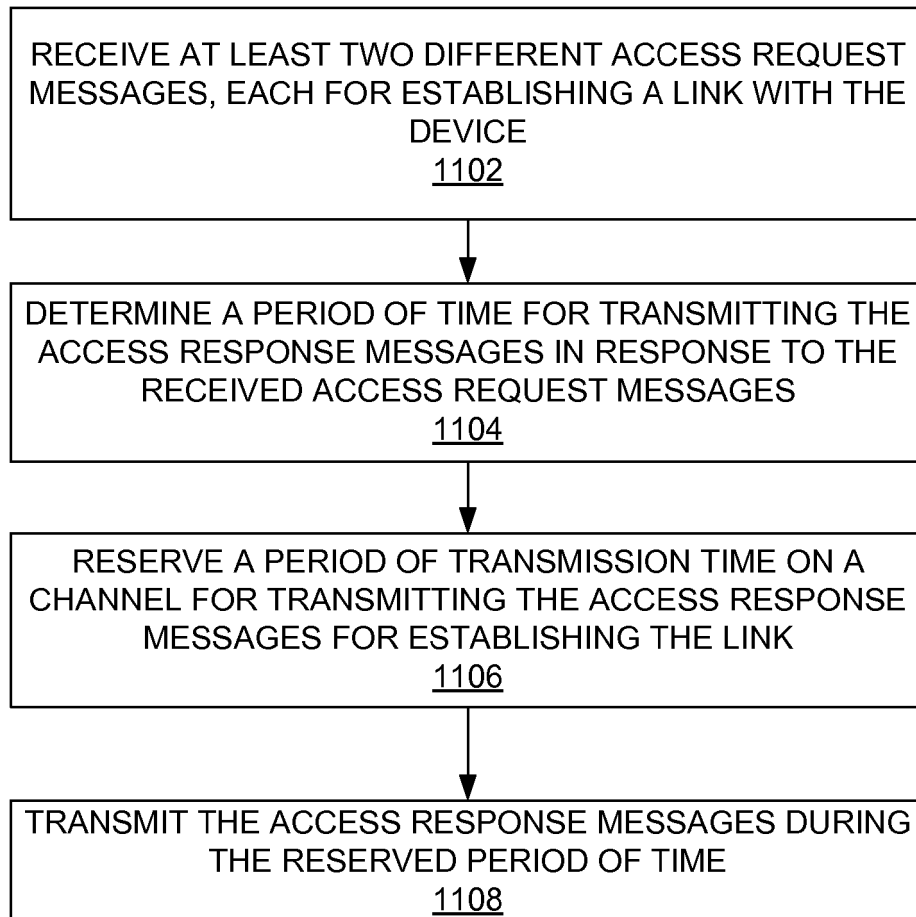 RECEIVE AT LEAST TWO DIFFERENT ACCESS REQUEST
MESSAGES, EACH FOR ESTABLISHING A LINK WITH THE
DEVICE
1102
DETERMINE A PERIOD OF TIME FOR TRANSMITTING THE
ACCESS RESPONSE MESSAGES IN RESPONSE TO THE
RECEIVED ACCESS REQUEST MESSAGES
1104
RESERVE A PERIOD OF TRANSMISSION TIME ON A
CHANNEL FOR TRANSMITTING THE ACCESS RESPONSE
MESSAGES FOR ESTABLISHING THE LINK
1106
TRANSMIT THE ACCESS RESPONSE MESSAGES DURING
THE RESERVED PERIOD OF TIME
1108